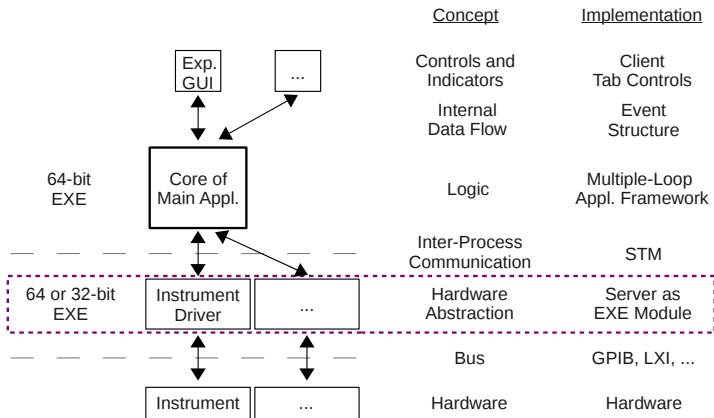 Concept Implementation
Exp. GUI
...
Controls and Indicators
Client Tab Controls
Internal Data Flow
Event Structure
64-bit EXE
Core of Main Appl.
Logic
Multiple-Loop Appl. Framework
Inter-Process Communication
STM
64 or 32-bit EXE
Instrument Driver
...
Hardware Abstraction
Server as EXE Module
Bus
GPIB, LXI, ...
Instrument
...
Hardware
Hardware